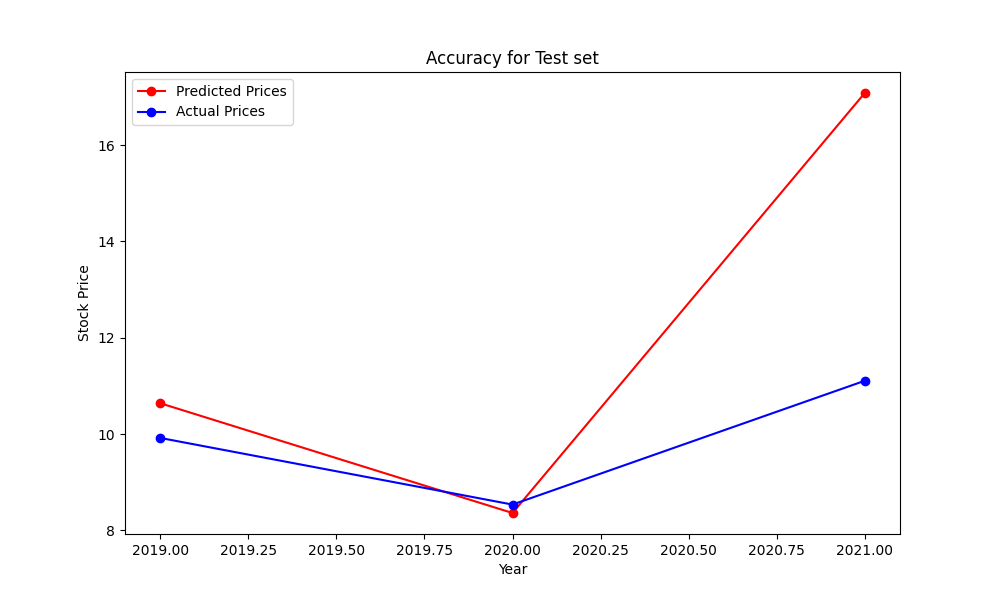 Accuracy for Test set
Predicted Prices
Actual Prices
Stock Price
16
14
12
10
8
2019.00 2019.25 2019.50 2019.75 2020.00 2020.25 2020.50 2020.75 2021.00
Year